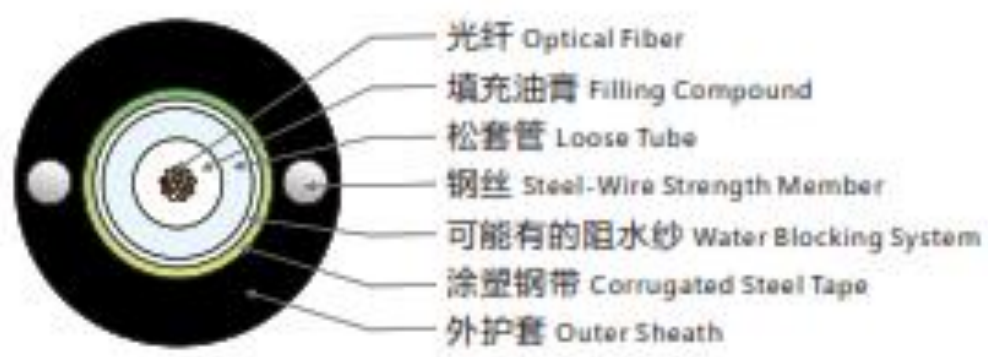 光纤 Optical Fiber
填充油膏 Filling Compound
松套管 Loose Tube
钢丝 Steel-Wire Strength Member
可能有的阻水纱 Water Blocking System
涂塑钢带 Corrugated Steel Tape
外护套 Outer Sheath